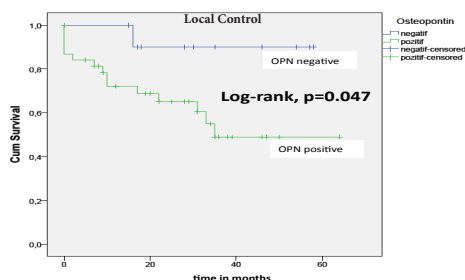 Local Control
Osteopontin
negatif
pozitif
negatif-censored
pozitif-censored
OPN negative
Log-rank, p=0.047
OPN positive
Cum Survival
1,0
0,8
0,6
0,4
0,2
0,0
0
20
40
60
time in months